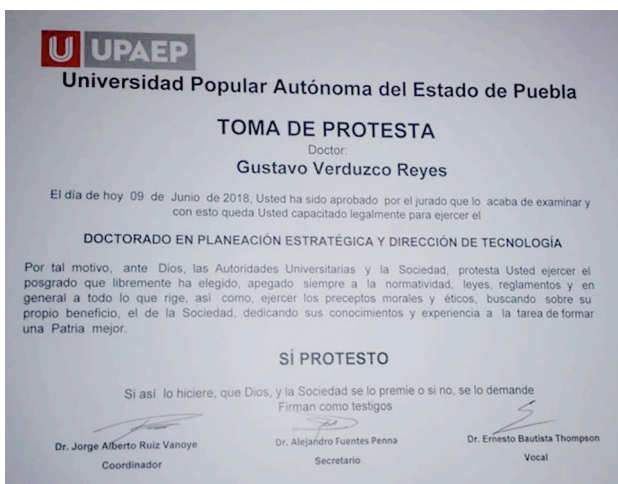 U UPAEP
Universidad Popular Autónoma del Estado de Puebla
TOMA DE PROTESTA
Doctor:
Gustavo Verduzco Reyes
El día de hoy 09 de Junio de 2018, Usted ha sido aprobado por el jurado que lo acaba de examinar y
con esto queda Usted capacitado legalmente para ejercer el
DOCTORADO EN PLANEACIÓN ESTRATÉGICA Y DIRECCIÓN DE TECNOLOGÍA
Por tal motivo, ante Dios, las Autoridades Universitarias y la Sociedad, protesta Usted ejercer el
posgrado que libremente ha elegido, apegado siempre a la normatividad, leyes, reglamentos y en
general a todo lo que rige, así como, ejercer los preceptos morales y éticos, buscando sobre su
propio beneficio, el de la Sociedad, dedicando sus conocimientos y experiencia a la tarea de formar
una Patria mejor.
SÍ PROTESTO
Si así lo hiciere, que Dios, y la Sociedad se lo premie o si no, se lo demande
Firman como testigos
Dr. Jorge Alberto Ruiz Vanoye
Coordinador
Dr. Alejandro Fuentes Penna
Secretario
Dr. Ernesto Bautista Thompson
Vocal